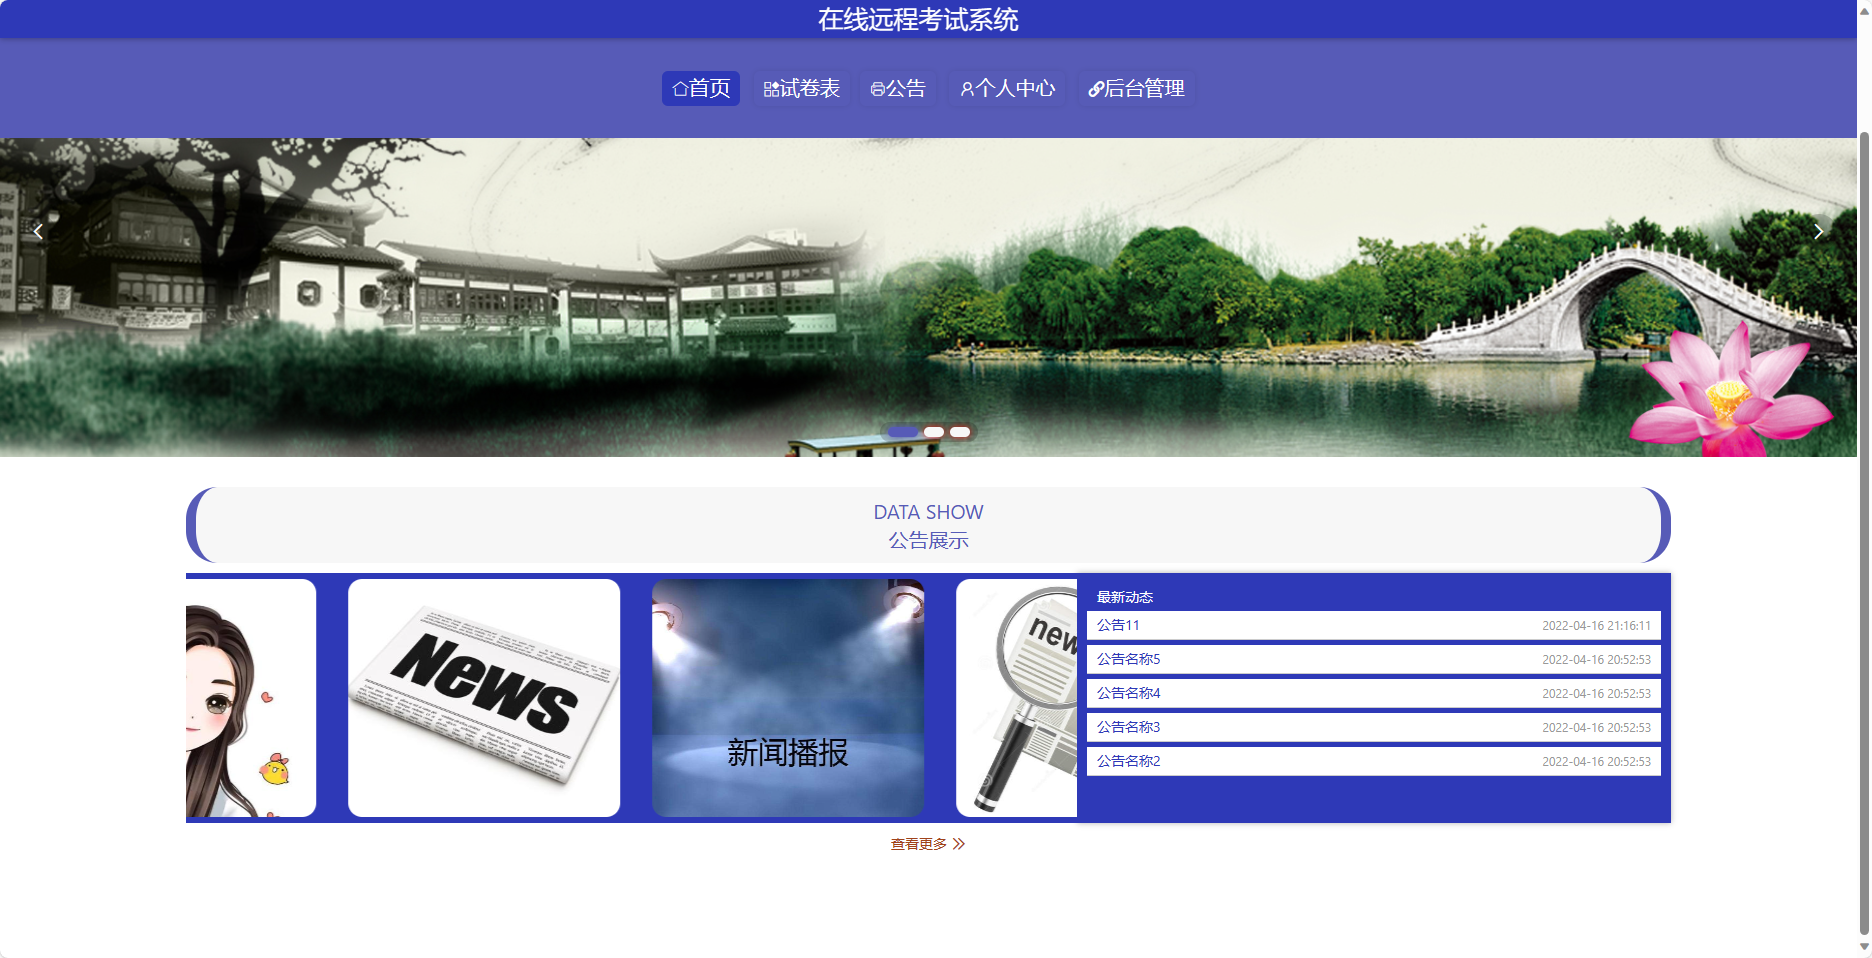 在线远程考试系统
首页
试卷表
公告
个人中心
后台管理
DATA SHOW
公告展示
News
新闻播报
new
最新动态
公告11 2022-04-16 21:16:11
公告名称5 2022-04-16 20:52:53
公告名称4 2022-04-16 20:52:53
公告名称3 2022-04-16 20:52:53
公告名称2 2022-04-16 20:52:53
查看更多